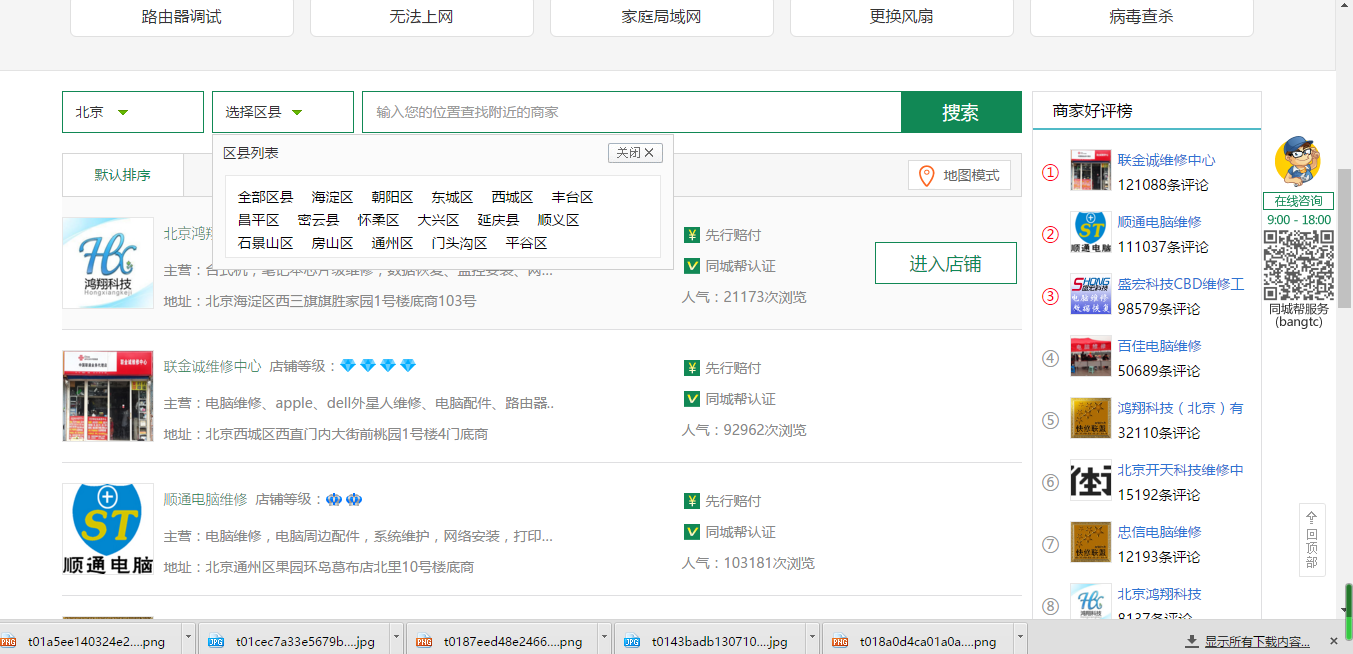 路由器调试
无法上网
家庭局域网
更换风扇
病毒查杀
北京
选择区县
输入您的位置查找附近的商家
搜索
区县列表
关闭 ×
全部区县 海淀区 朝阳区 东城区 西城区 丰台区
昌平区 密云县 怀柔区 大兴区 延庆县 顺义区
石景山区 房山区 通州区 门头沟区 平谷区
默认排序
地图模式
HbC
鸿翔科技
Hongxiangkeji
北京鸿翔
主营：台式机，笔记本芯片级维修，数据恢复、监控安装、网...
地址：北京海淀区西三旗旗胜家园1号楼底商103号
¥ 先行赔付
同城帮认证
人气：21173次浏览
进入店铺
联金诚维修中心 店铺等级：
主营：电脑维修、apple、dell外星人维修、电脑配件、路由器..
地址：北京西城区西直门内大街前桃园1号楼4门底商
¥ 先行赔付
同城帮认证
人气：92962次浏览
ST
顺通电脑
顺通电脑维修 店铺等级：
主营：电脑维修，电脑周边配件，系统维护，网络安装，打印...
地址：北京通州区果园环岛葛布店北里10号楼底商
¥ 先行赔付
同城帮认证
人气：103181次浏览
商家好评榜
① 联金诚维修中心
121088条评论
② 顺通电脑维修
111037条评论
③ 盛宏科技CBD维修工
98579条评论
④ 百佳电脑维修
50689条评论
⑤ 鸿翔科技（北京）有
32110条评论
⑥ 北京开天科技维修中
15192条评论
⑦ 忠信电脑维修
12193条评论
⑧ 北京鸿翔科技
8137条评论
在线咨询
9:00 - 18:00
同城帮服务
(bangtc)
回顶部
t01a5ee140324e2....png
t01cec7a33e5679b....jpg
t0187eed48e2466....png
t0143badb130710....jpg
t018a0d4ca01a0a....png
显示所有下载内容...
×